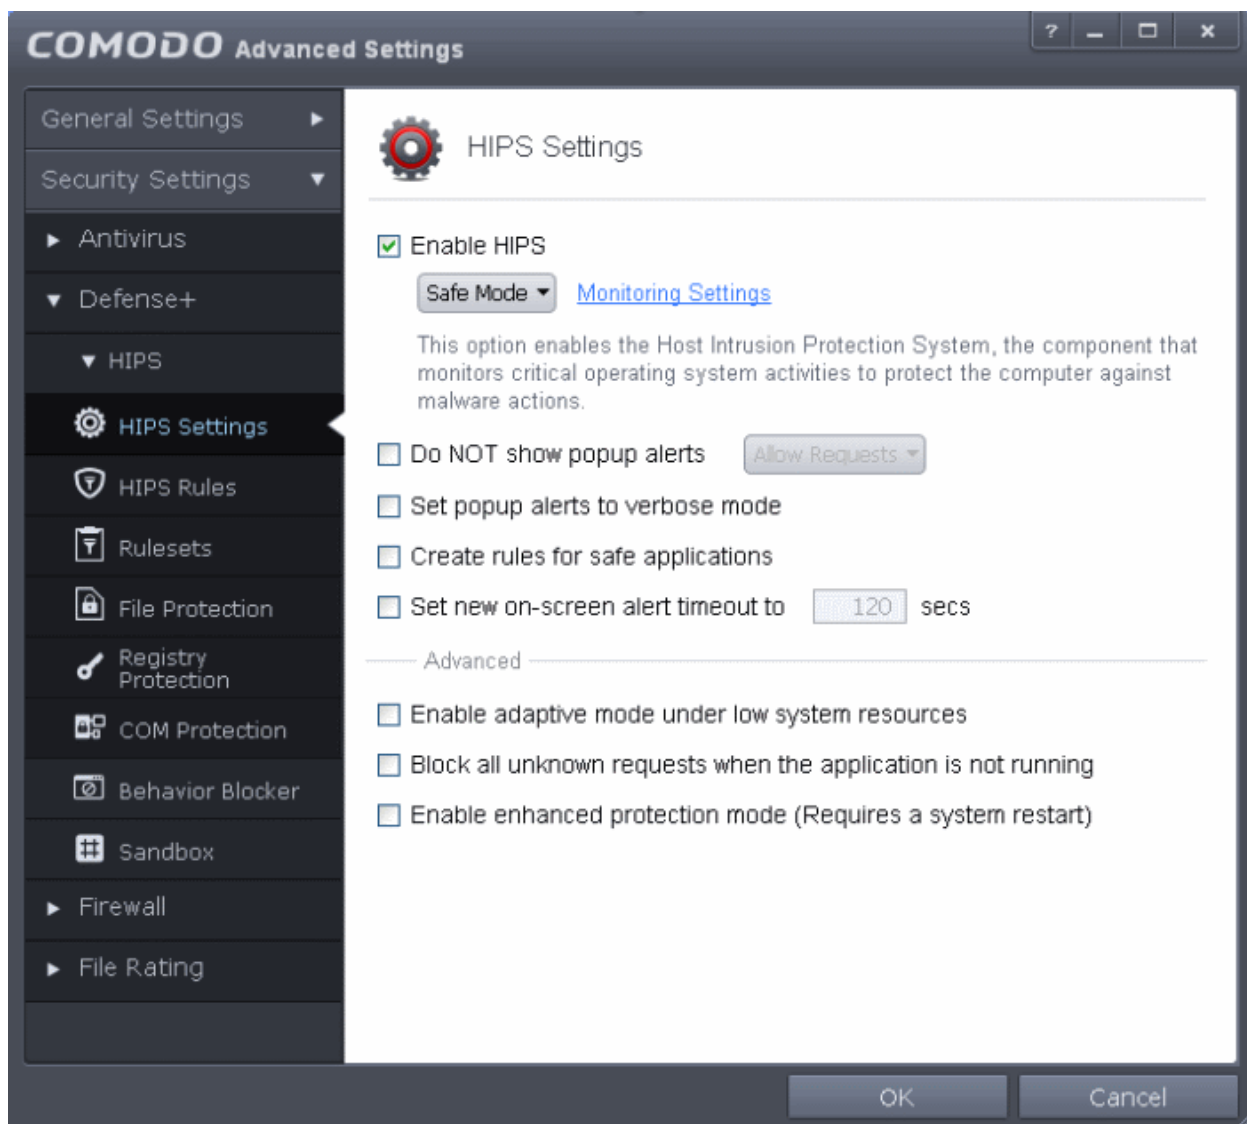 COMODO Advanced Settings
?
General Settings
Security Settings
Antivirus
Defense+
HIPS
HIPS Settings
HIPS Rules
Rulesets
File Protection
Registry
Protection
COM Protection
Behavior Blocker
Sandbox
Firewall
File Rating
HIPS Settings
Enable HIPS
Safe Mode Monitoring Settings
This option enables the Host Intrusion Protection System, the component that
monitors critical operating system activities to protect the computer against
malware actions.
Do NOT show popup alerts Allow Requests
Set popup alerts to verbose mode
Create rules for safe applications
Set new on-screen alert timeout to 120 secs
Advanced
Enable adaptive mode under low system resources
Block all unknown requests when the application is not running
Enable enhanced protection mode (Requires a system restart)
OK Cancel